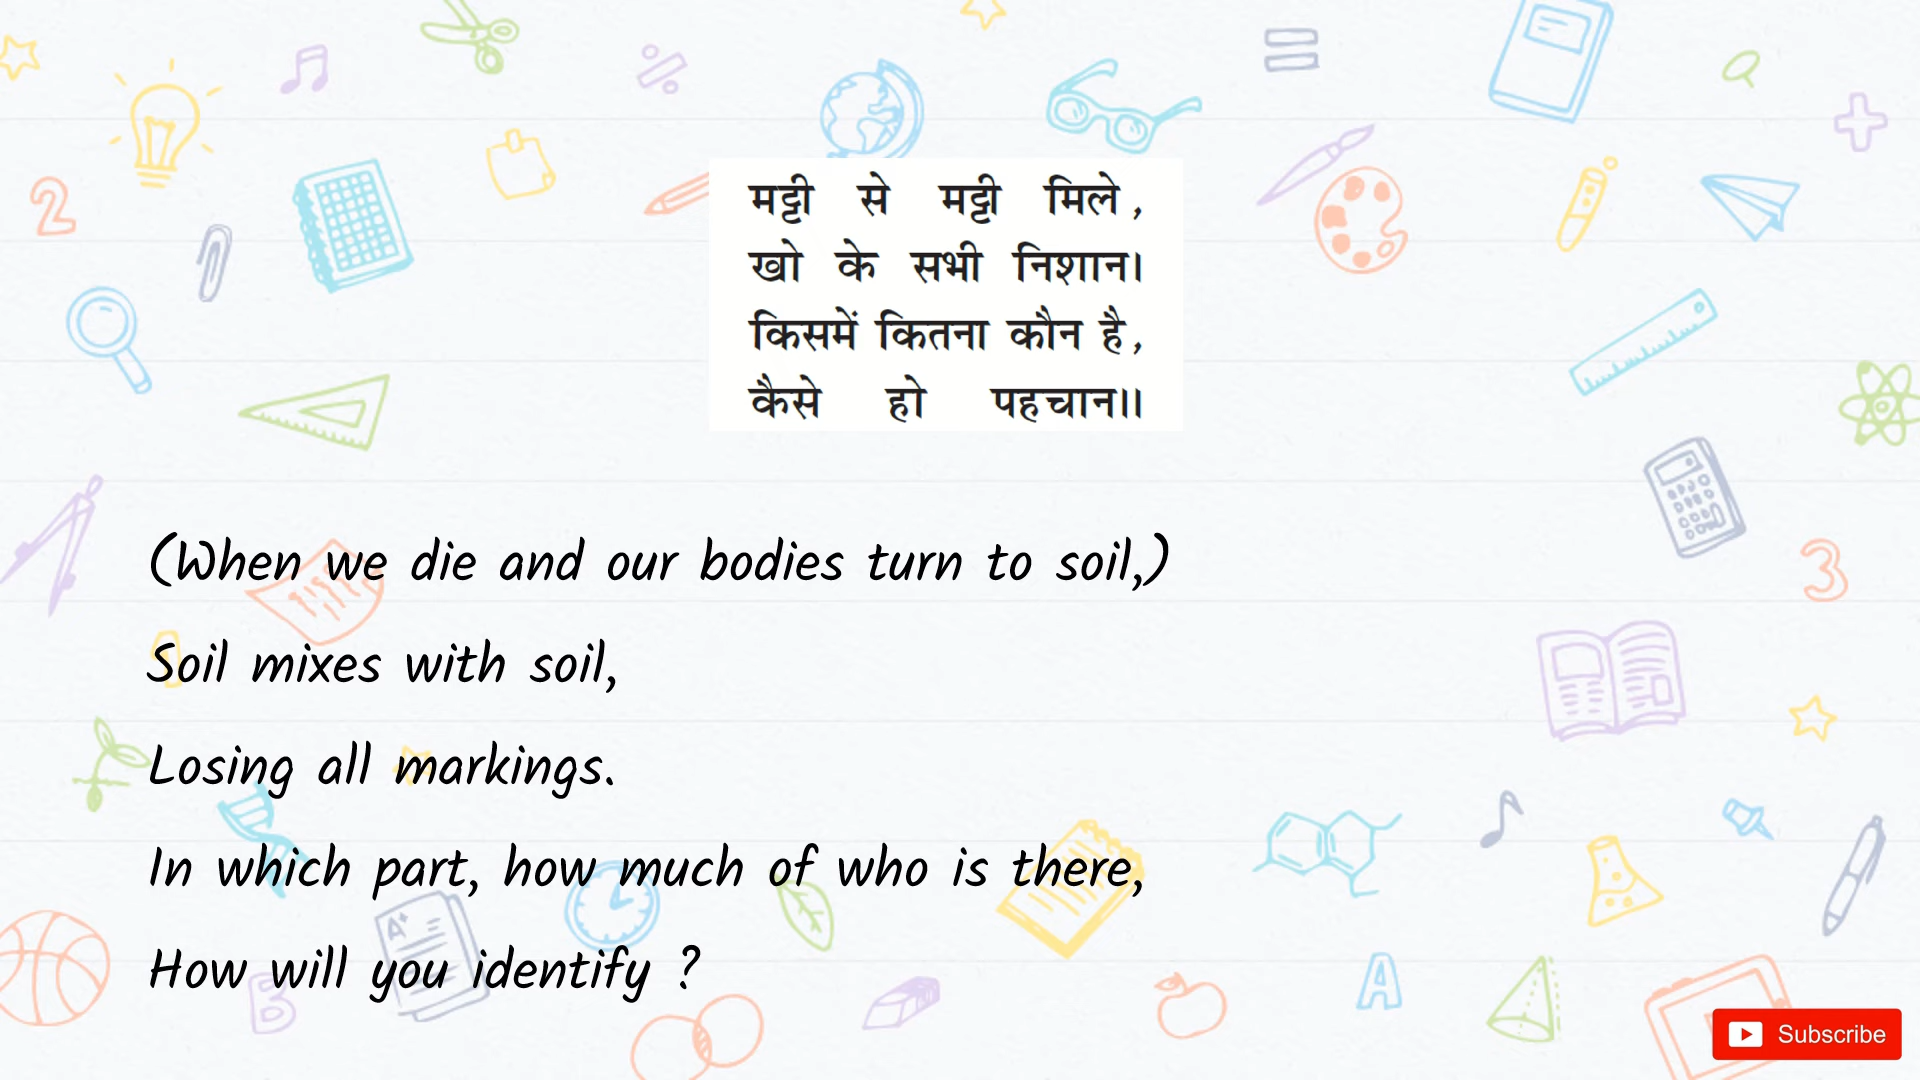 मट्टी से मट्टी मिले,
खो के सभी निशान।
किसमें कितना कौन है,
कैसे हो पहचान॥
(When we die and our bodies turn to soil,)
Soil mixes with soil,
Losing all markings.
In which part, how much of who is there,
How will you identify ?
Subscribe